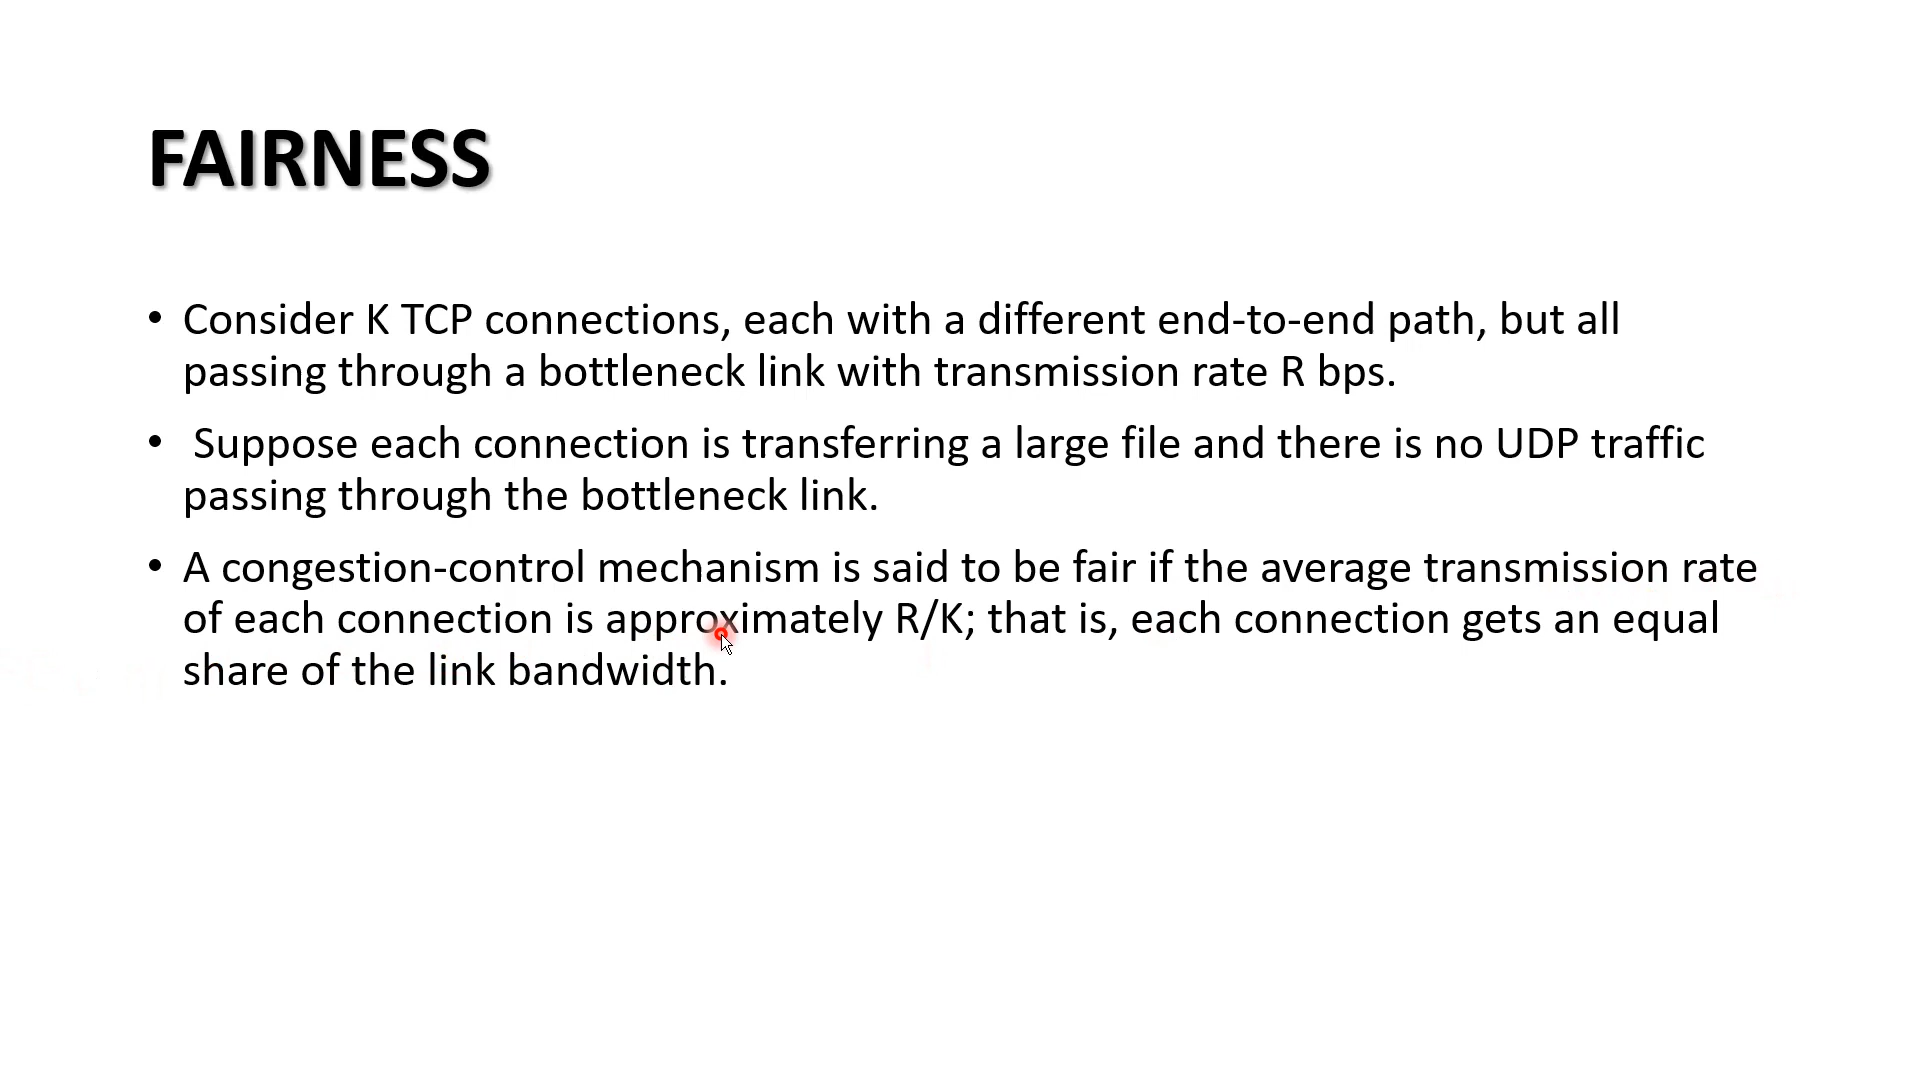 FAIRNESS
• Consider K TCP connections, each with a different end-to-end path, but all
passing through a bottleneck link with transmission rate R bps.
• Suppose each connection is transferring a large file and there is no UDP traffic
passing through the bottleneck link.
• A congestion-control mechanism is said to be fair if the average transmission rate
of each connection is approximately R/K; that is, each connection gets an equal
share of the link bandwidth.